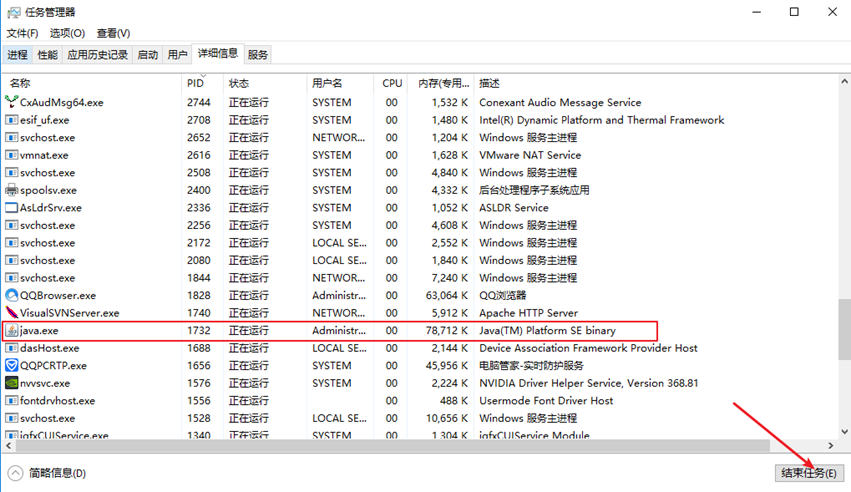 任务管理器
文件(F) 选项(O) 查看(V)
进程 性能 应用历史记录 启动 用户 详细信息 服务
名称 PID 状态 用户名 CPU 内存(专用... 描述
CxAudMsg64.exe 2744 正在运行 SYSTEM 00 1,532 K Conexant Audio Message Service
esif_uf.exe 2708 正在运行 SYSTEM 00 1,480 K Intel(R) Dynamic Platform and Thermal Framework
svchost.exe 2652 正在运行 NETWOR... 00 1,204 K Windows 服务主进程
vmnat.exe 2616 正在运行 SYSTEM 00 1,628 K VMware NAT Service
svchost.exe 2508 正在运行 SYSTEM 00 4,840 K Windows 服务主进程
spoolsv.exe 2400 正在运行 SYSTEM 00 4,332 K 后台处理程序子系统应用
AsLdrSrv.exe 2336 正在运行 SYSTEM 00 1,052 K ASLDR Service
svchost.exe 2256 正在运行 SYSTEM 00 4,608 K Windows 服务主进程
svchost.exe 2172 正在运行 LOCAL SE... 00 2,552 K Windows 服务主进程
svchost.exe 2080 正在运行 LOCAL SE... 00 1,840 K Windows 服务主进程
svchost.exe 1844 正在运行 NETWOR... 00 7,240 K Windows 服务主进程
QQBrowser.exe 1828 正在运行 Administr... 00 63,064 K QQ浏览器
VisualSVNServer.exe 1740 正在运行 NETWOR... 00 5,912 K Apache HTTP Server
java.exe 1732 正在运行 Administr... 00 78,712 K Java(TM) Platform SE binary
dasHost.exe 1688 正在运行 LOCAL SE... 00 2,144 K Device Association Framework Provider Host
QQPCRTP.exe 1656 正在运行 SYSTEM 00 45,956 K 电脑管家-实时防护服务
nvvsvc.exe 1576 正在运行 SYSTEM 00 2,224 K NVIDIA Driver Helper Service, Version 368.81
fontdrvhost.exe 1556 正在运行 00 488 K Usermode Font Driver Host
svchost.exe 1528 正在运行 LOCAL SE... 00 10,656 K Windows 服务主进程
igfxCUIService.exe 1340 正在运行 SYSTEM 00 1,304 K igfxCUIService Module
简略信息(D) 结束任务(E)